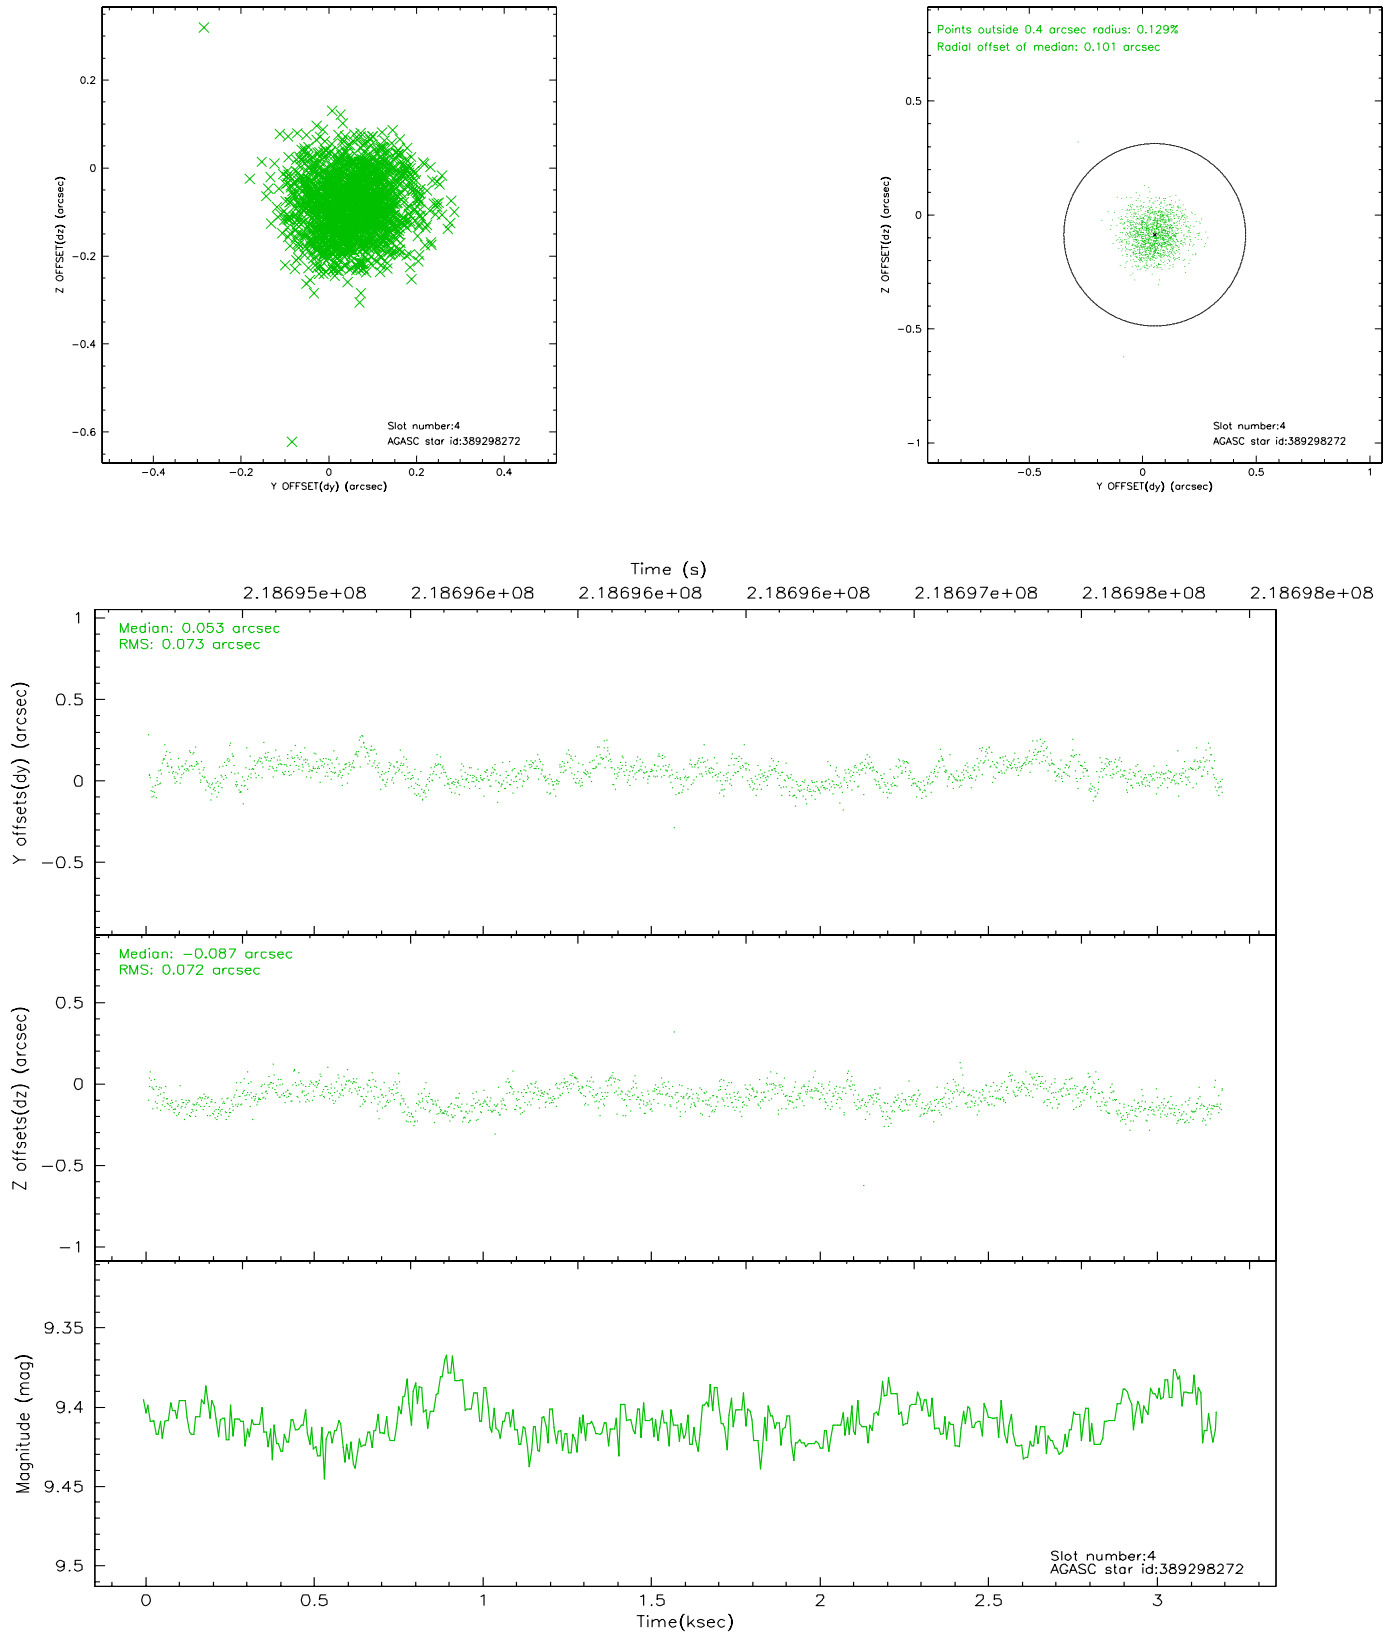 0.2
0
−0.2
−0.4
−0.6
Z OFFSET(dz) (arcsec)
Slot number:4
AGASC star id:389298272
−0.4 −0.2 0 0.2 0.4
Y OFFSET(dy) (arcsec)
Points outside 0.4 arcsec radius: 0.129%
Radial offset of median: 0.101 arcsec
0.5
0
−0.5
−1
Z OFFSET(dz) (arcsec)
Slot number:4
AGASC star id:389298272
−0.5 0 0.5 1
Y OFFSET(dy) (arcsec)
Time (s)
2.18695e+08 2.18696e+08 2.18696e+08 2.18696e+08 2.18697e+08 2.18698e+08 2.18698e+08
Median: 0.053 arcsec
RMS: 0.073 arcsec
1
0.5
0
−0.5
Y offsets(dy) (arcsec)
Median: −0.087 arcsec
RMS: 0.072 arcsec
0.5
0
−0.5
−1
Z offsets(dz) (arcsec)
9.35
9.4
9.45
9.5
Magnitude (mag)
Slot number:4
AGASC star id:389298272
0 0.5 1 1.5 2 2.5 3
Time(ksec)